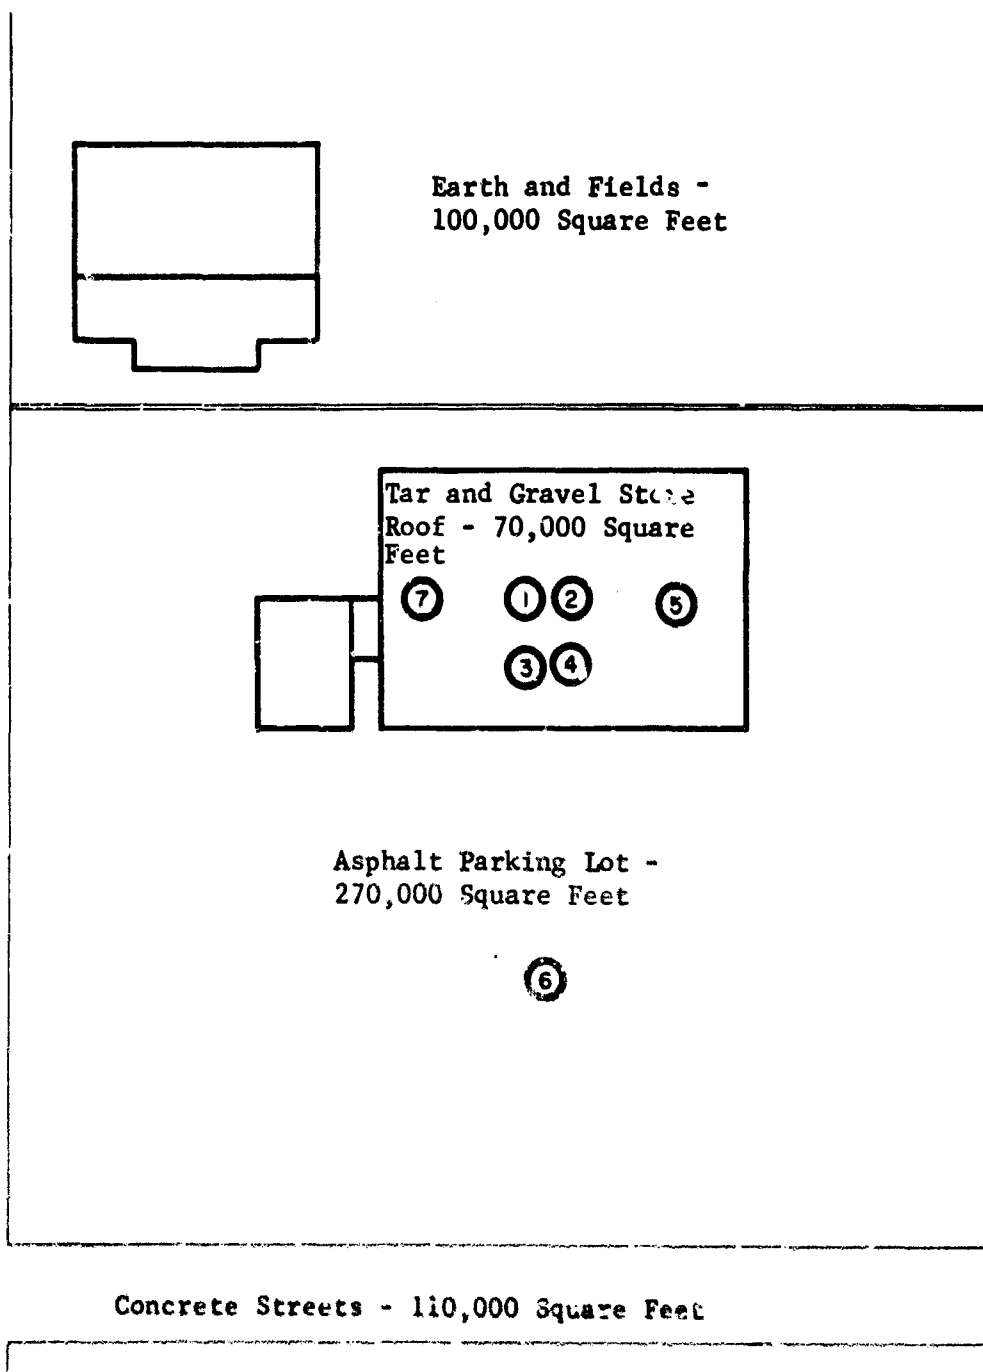 Earth and Fields -
100,000 Square Feet
Tar and Gravel Store
Roof - 70,000 Square
Feet
7 1 2 5
3 4
Asphalt Parking Lot -
270,000 Square Feet
6
Concrete Streets - 110,000 Square Feet